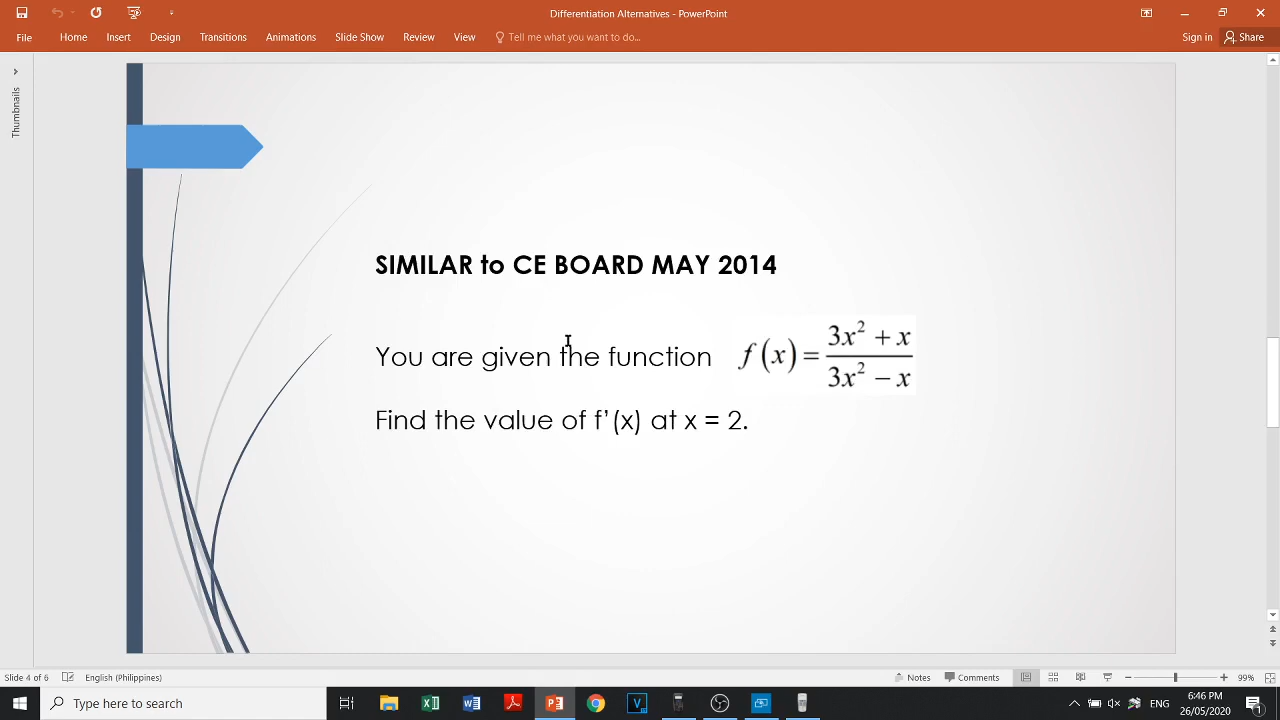 Differentiation Alternatives - PowerPoint
File Home Insert Design Transitions Animations Slide Show Review View Tell me what you want to do... Sign in Share
Thumbnails
SIMILAR to CE BOARD MAY 2014
You are given the function f(x) = (3x² + x)/(3x² − x)
Find the value of f'(x) at x = 2.
Slide 4 of 6 English (Philippines) Notes Comments 99%
Type here to search ENG 6:46 PM
26/05/2020